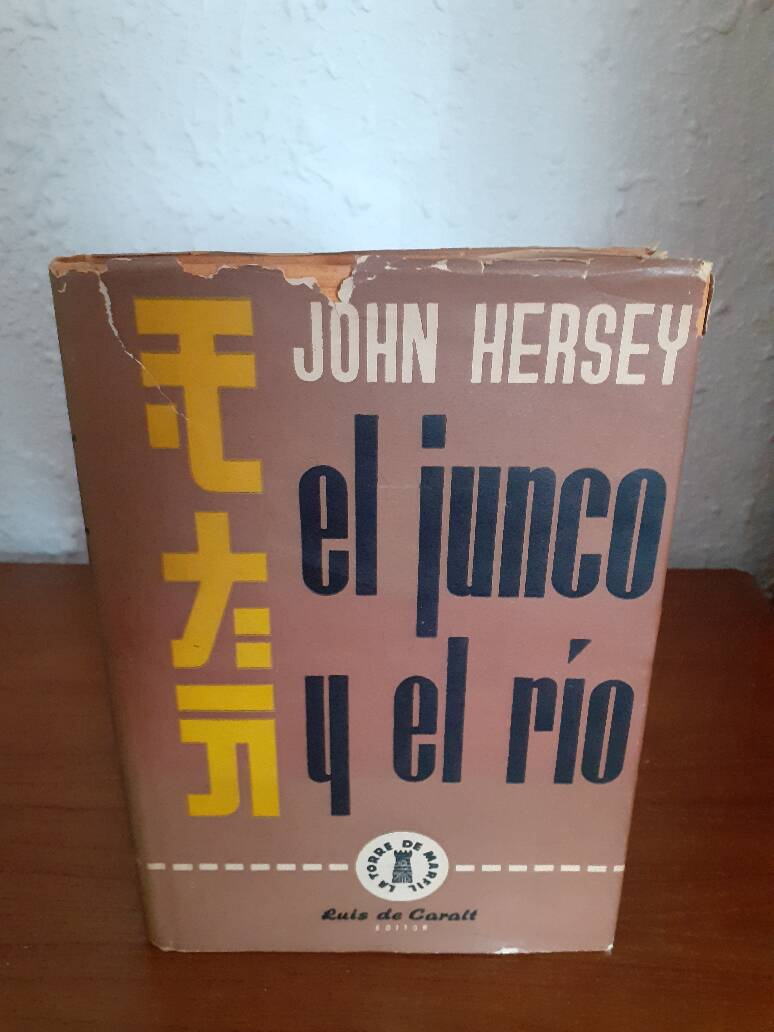 JOHN HERSEY
el junco
y el río
LA TORRE DE MARFIL
Luis de Caralt
EDITOR